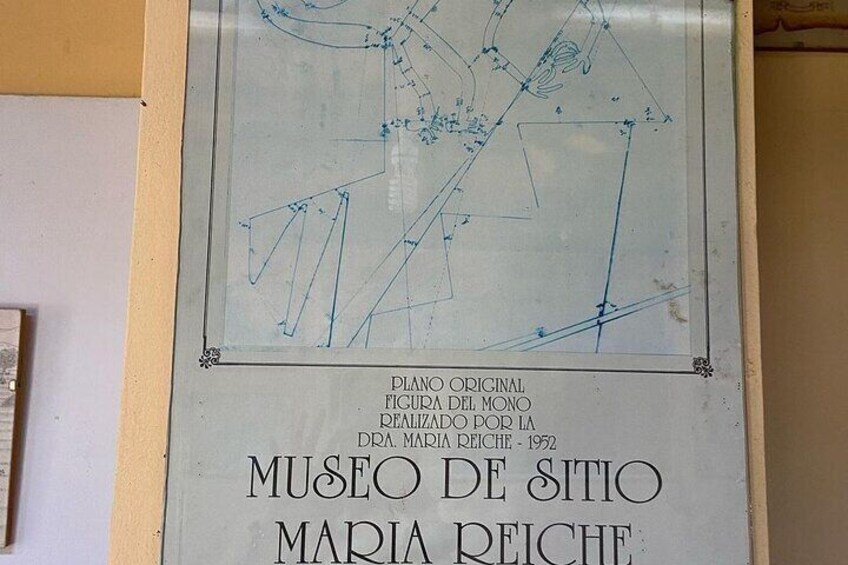 PLANO ORIGINAL
FIGURA DEL MONO
REALIZADO POR LA
DRA. MARIA REICHE - 1952
MUSEO DE SITIO
MARIA REICHE